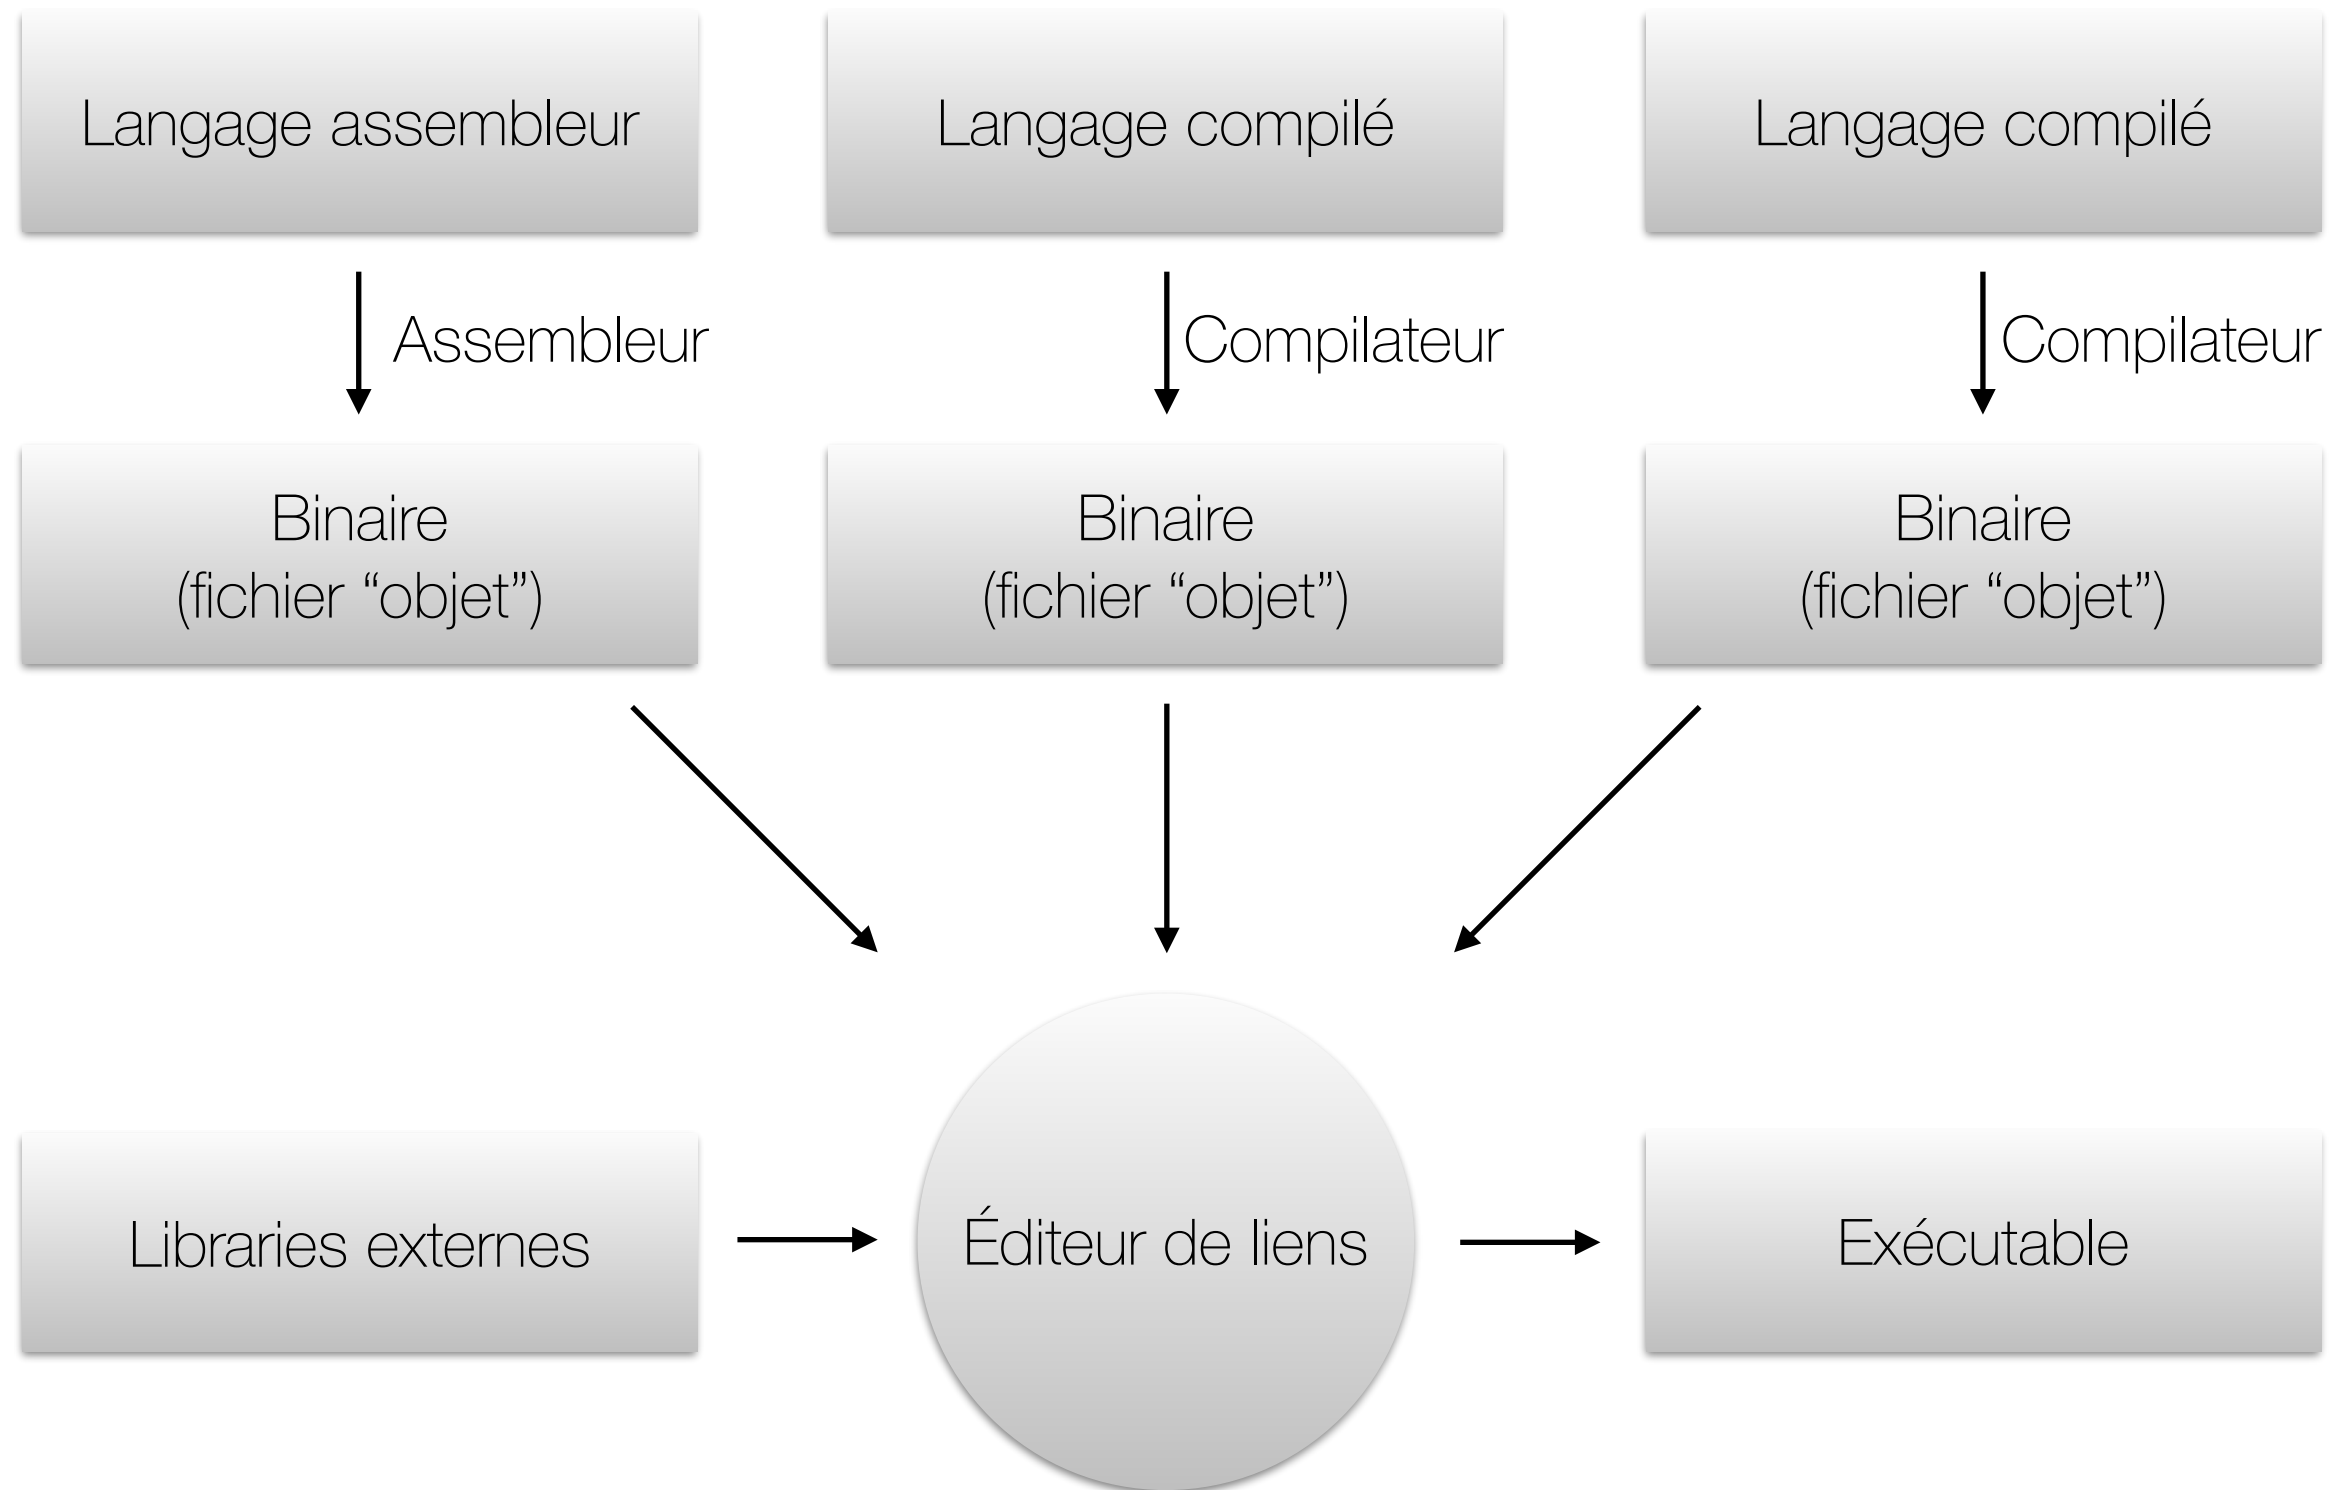 Langage assembleur
Langage compilé
Langage compilé
Assembleur
Compilateur
Compilateur
Binaire
(fichier “objet”)
Binaire
(fichier “objet”)
Binaire
(fichier “objet”)
Libraries externes
Éditeur de liens
Exécutable